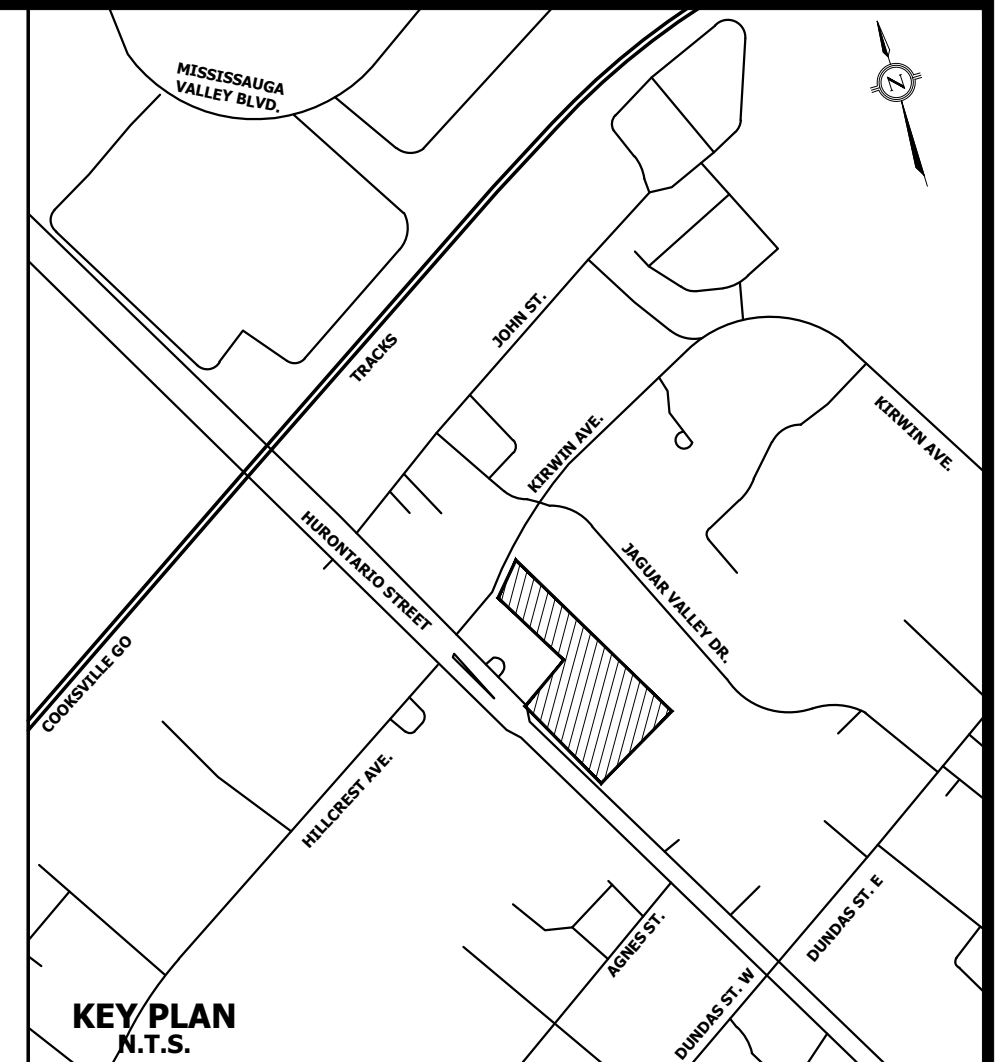 MISSISSAUGA
VALLEY BLVD.
N
JOHN ST.
TRACKS
KIRWIN AVE.
KIRWIN AVE.
HURONTARIO STREET
JAGUAR VALLEY DR.
COOKSVILLE GO
HILLCREST AVE.
DUNDAS ST. E
AGNES ST.
DUNDAS ST. W
KEY PLAN
N.T.S.